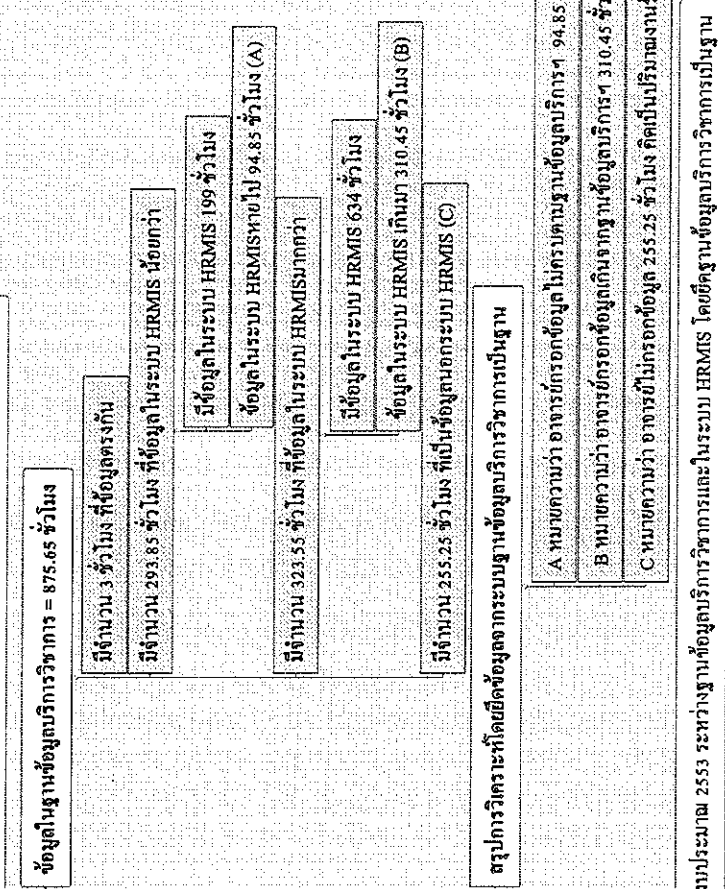 ข้อมูลในฐานข้อมูลบริการวิชาการ = 875.65 ชั่วโมง
มีจำนวน 3 ชั่วโมง ที่ข้อมูลตรงกัน
มีจำนวน 293.85 ชั่วโมง ที่ข้อมูลในระบบ HRMIS น้อยกว่า
มีข้อมูลในระบบ HRMIS 199 ชั่วโมง
ข้อมูลในระบบ HRMISหายไป 94.85 ชั่วโมง (A)
มีจำนวน 323.55 ชั่วโมง ที่ข้อมูลในระบบ HRMISมากกว่า
มีข้อมูลในระบบ HRMIS 634 ชั่วโมง
ข้อมูลในระบบ HRMIS เกินมา 310.45 ชั่วโมง (B)
มีจำนวน 255.25 ชั่วโมง ที่เป็นข้อมูลนอกระบบ HRMIS (C)
สรุปการวิเคราะห์โดยยึดข้อมูลจากระบบฐานข้อมูลบริการวิชาการเป็นฐาน
A หมายความว่า อาจารย์กรอกข้อมูลไม่ครบตามฐานข้อมูลบริการฯ 94.85
B หมายความว่า อาจารย์กรอกข้อมูลเกินจากฐานข้อมูลบริการฯ 310.45
C หมายความว่า อาจารย์ไม่กรอกข้อมูล 255.25 ชั่วโมง คิดเป็นปริมาณงาน
2553 ระหว่างฐานข้อมูลบริการวิชาการและในระบบ HRMIS โดยยึดฐานข้อมูลบริการวิชาการเป็นฐาน